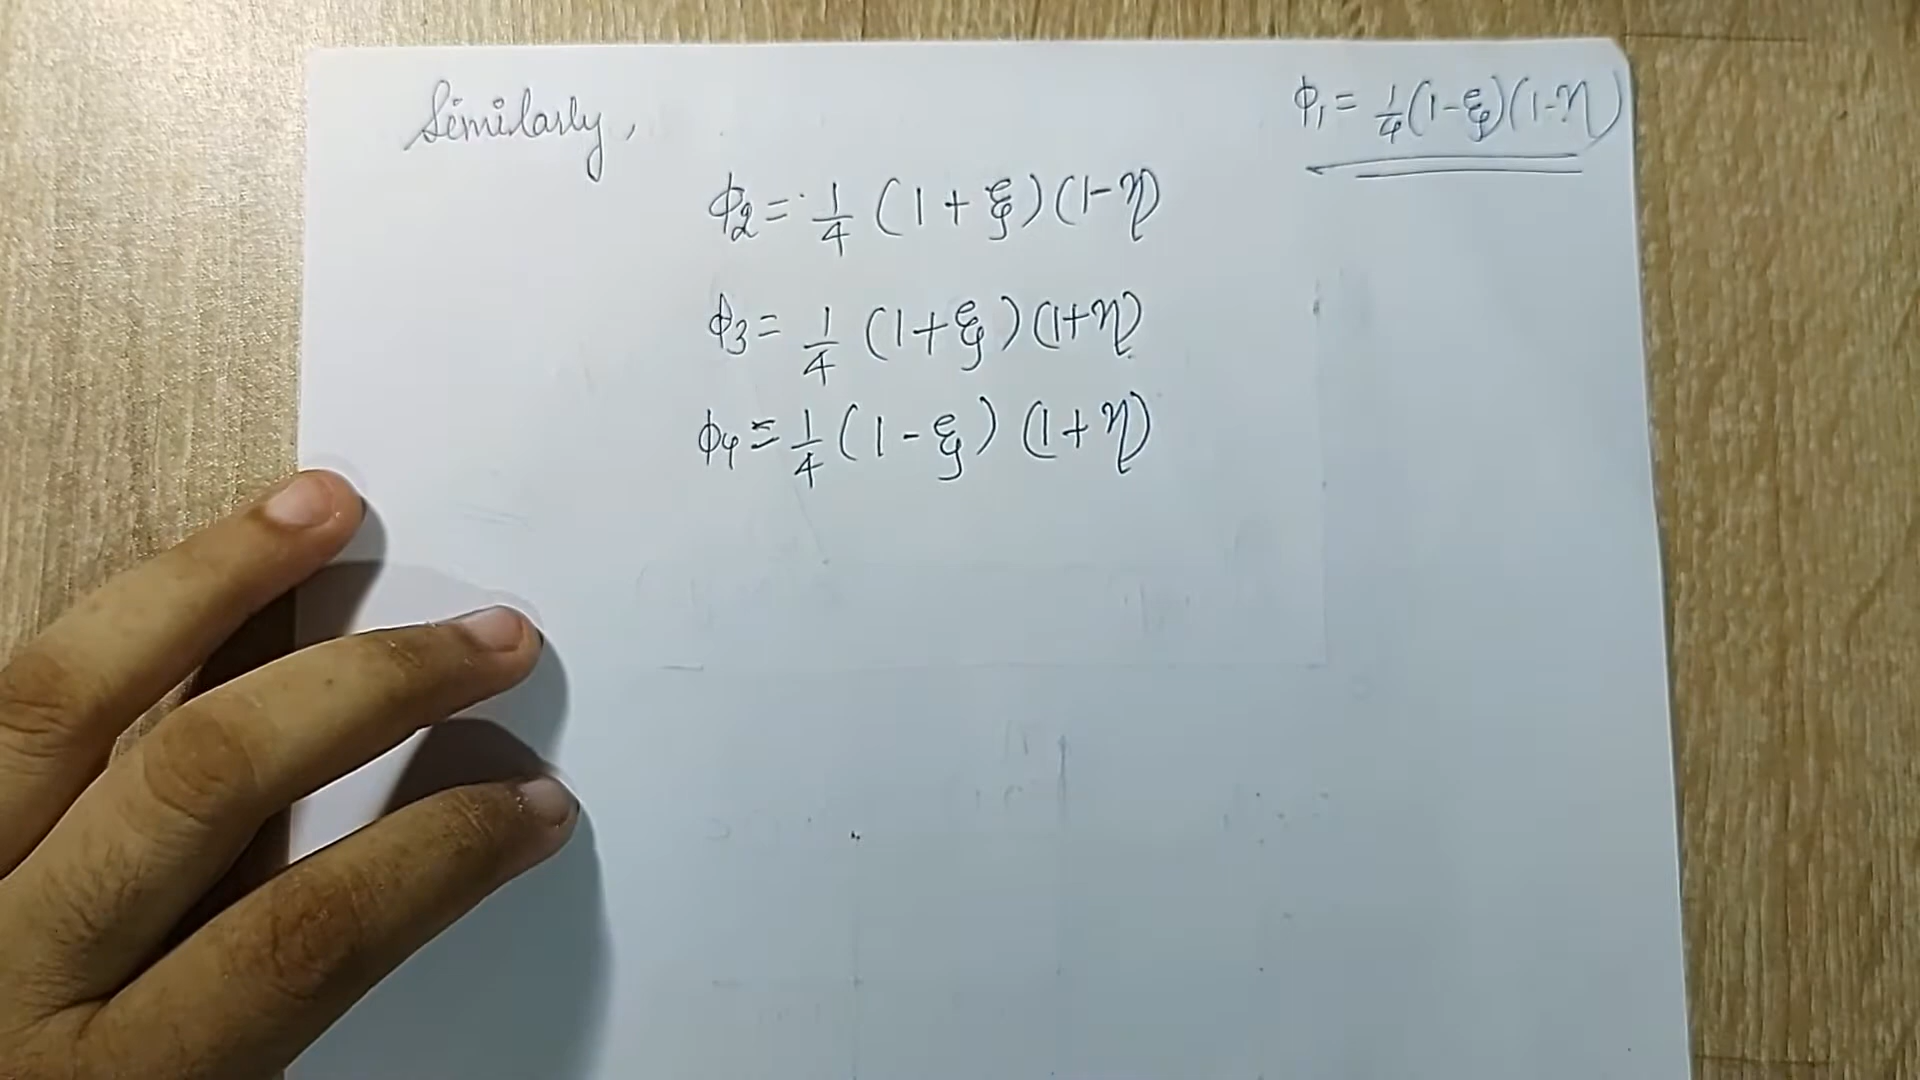 Similarly,
ϕ₁ = 1/4 (1-ξ)(1-η)
ϕ₂ = 1/4 (1+ξ)(1-η)
ϕ₃ = 1/4 (1+ξ)(1+η)
ϕ₄ = 1/4 (1-ξ)(1+η)